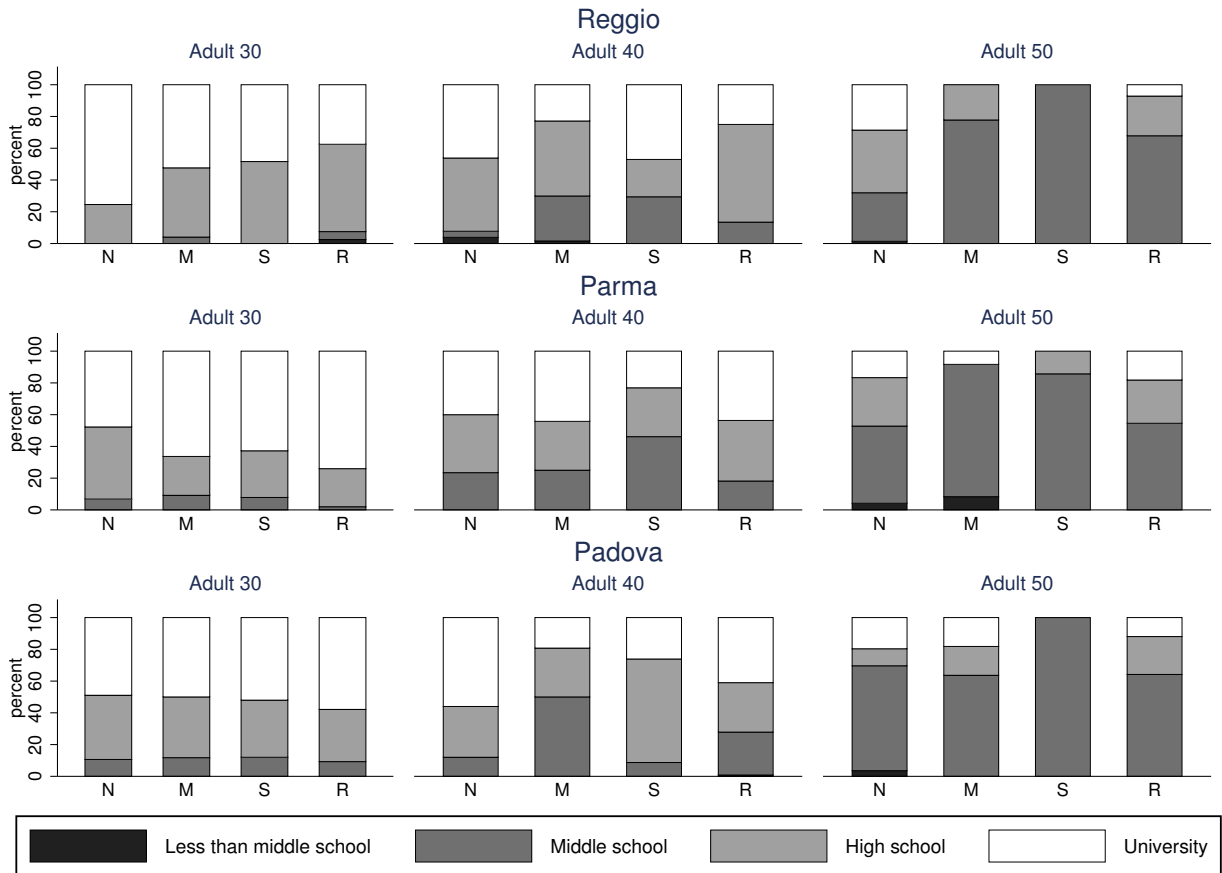 Reggio
Adult 30 Adult 40 Adult 50
percent
0 20 40 60 80 100
N M S R N M S R N M S R
Parma
Adult 30 Adult 40 Adult 50
percent
0 20 40 60 80 100
N M S R N M S R N M S R
Padova
Adult 30 Adult 40 Adult 50
percent
0 20 40 60 80 100
N M S R N M S R N M S R
Less than middle school Middle school High school University